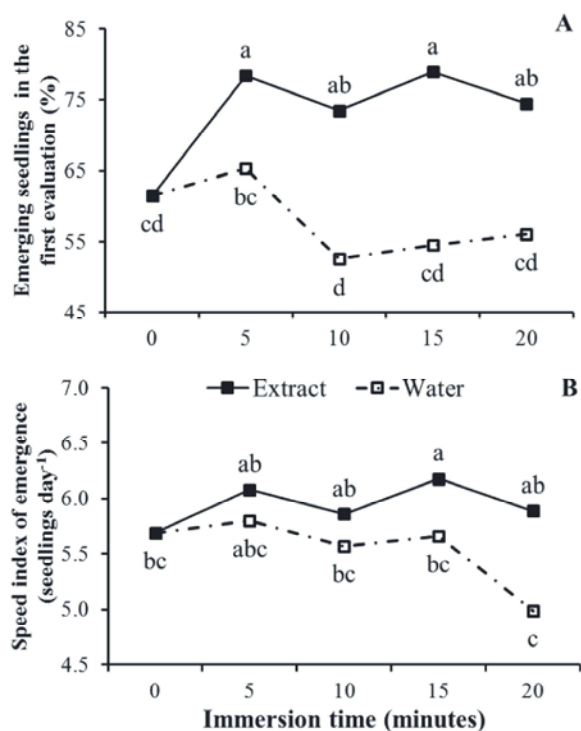 A
Emerging seedlings in the
first evaluation (%)
85
75
65
55
45
a
ab
a
ab
cd
bc
d
cd
cd
0 5 10 15 20
B
Extract Water
Speed index of emergence
(seedlings day⁻¹)
7.0
6.5
6.0
5.5
5.0
4.5
ab
ab
a
ab
bc
abc
bc
bc
c
0 5 10 15 20
Immersion time (minutes)